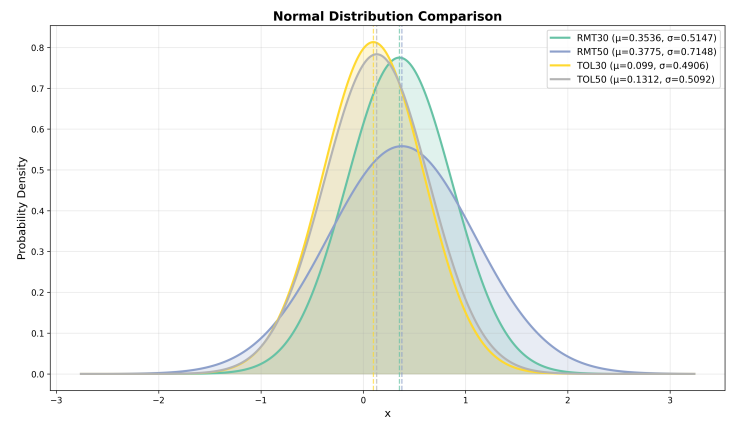 Normal Distribution Comparison
RMT30 (μ=0.3536, σ=0.5147)
RMT50 (μ=0.3775, σ=0.7148)
TOL30 (μ=0.099, σ=0.4906)
TOL50 (μ=0.1312, σ=0.5092)
Probability Density
0.8
0.7
0.6
0.5
0.4
0.3
0.2
0.1
0.0
−3 −2 −1 0 1 2 3
x